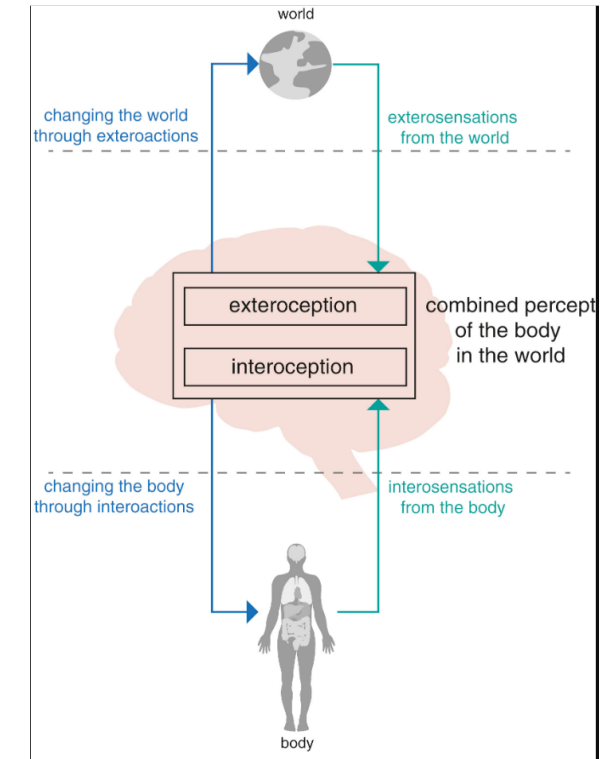 world
changing the world
through exteroactions
exterosensations
from the world
exteroception
interoception
combined percept
of the body
in the world
changing the body
through interoactions
interosensations
from the body
body